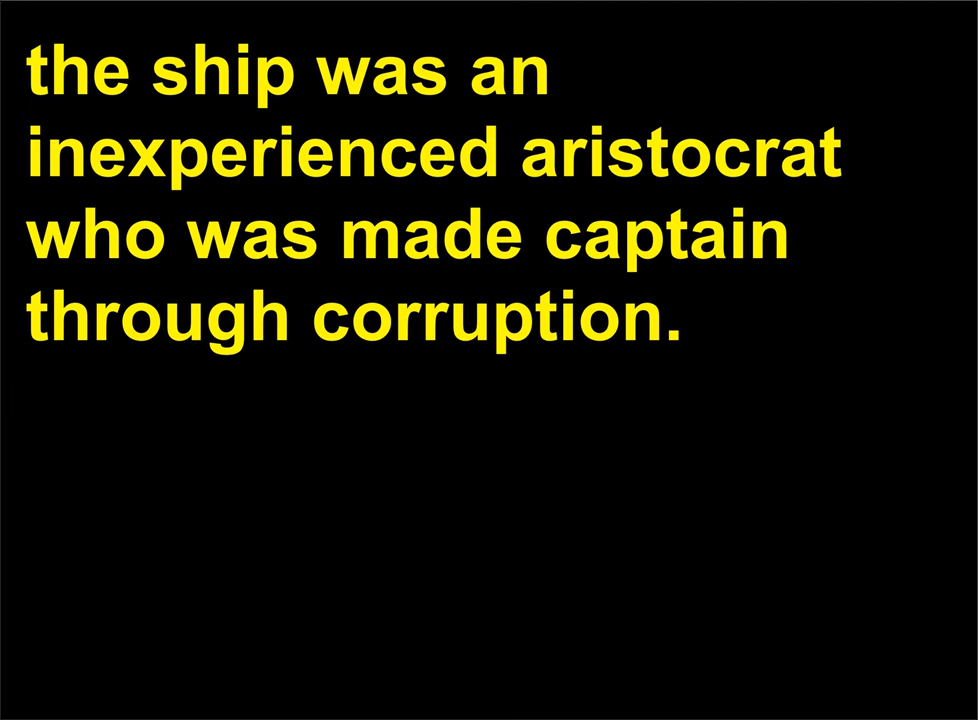 the ship was an
inexperienced aristocrat
who was made captain
through corruption.